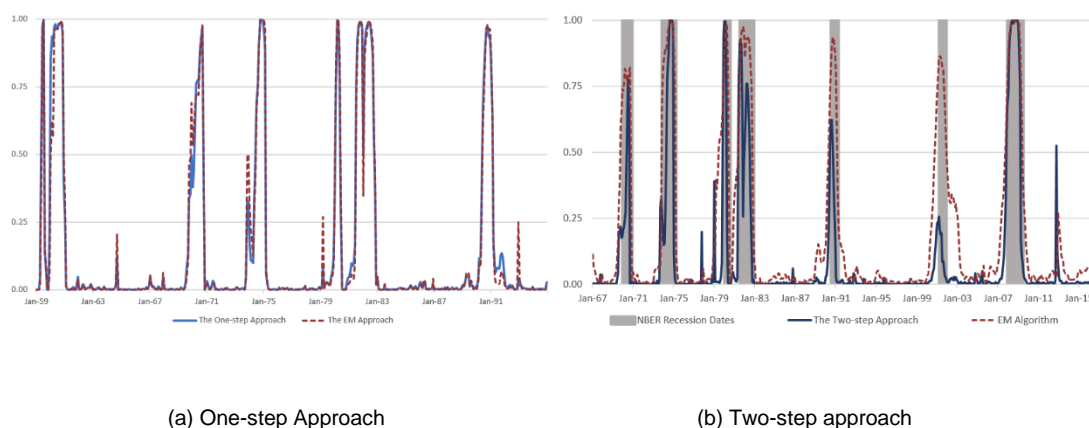 1.00
0.75
0.50
0.25
0.00
Jan-59 Jan-63 Jan-67 Jan-71 Jan-75 Jan-79 Jan-83 Jan-87 Jan-91
The One-step Approach The EM Approach
1.00
0.75
0.50
0.25
0.00
Jan-67 Jan-71 Jan-75 Jan-79 Jan-83 Jan-87 Jan-91 Jan-95 Jan-99 Jan-03 Jan-07 Jan-11 Jan-15
NBER Recession Dates The Two-step Approach EM Algorithm
(a) One-step Approach (b) Two-step approach